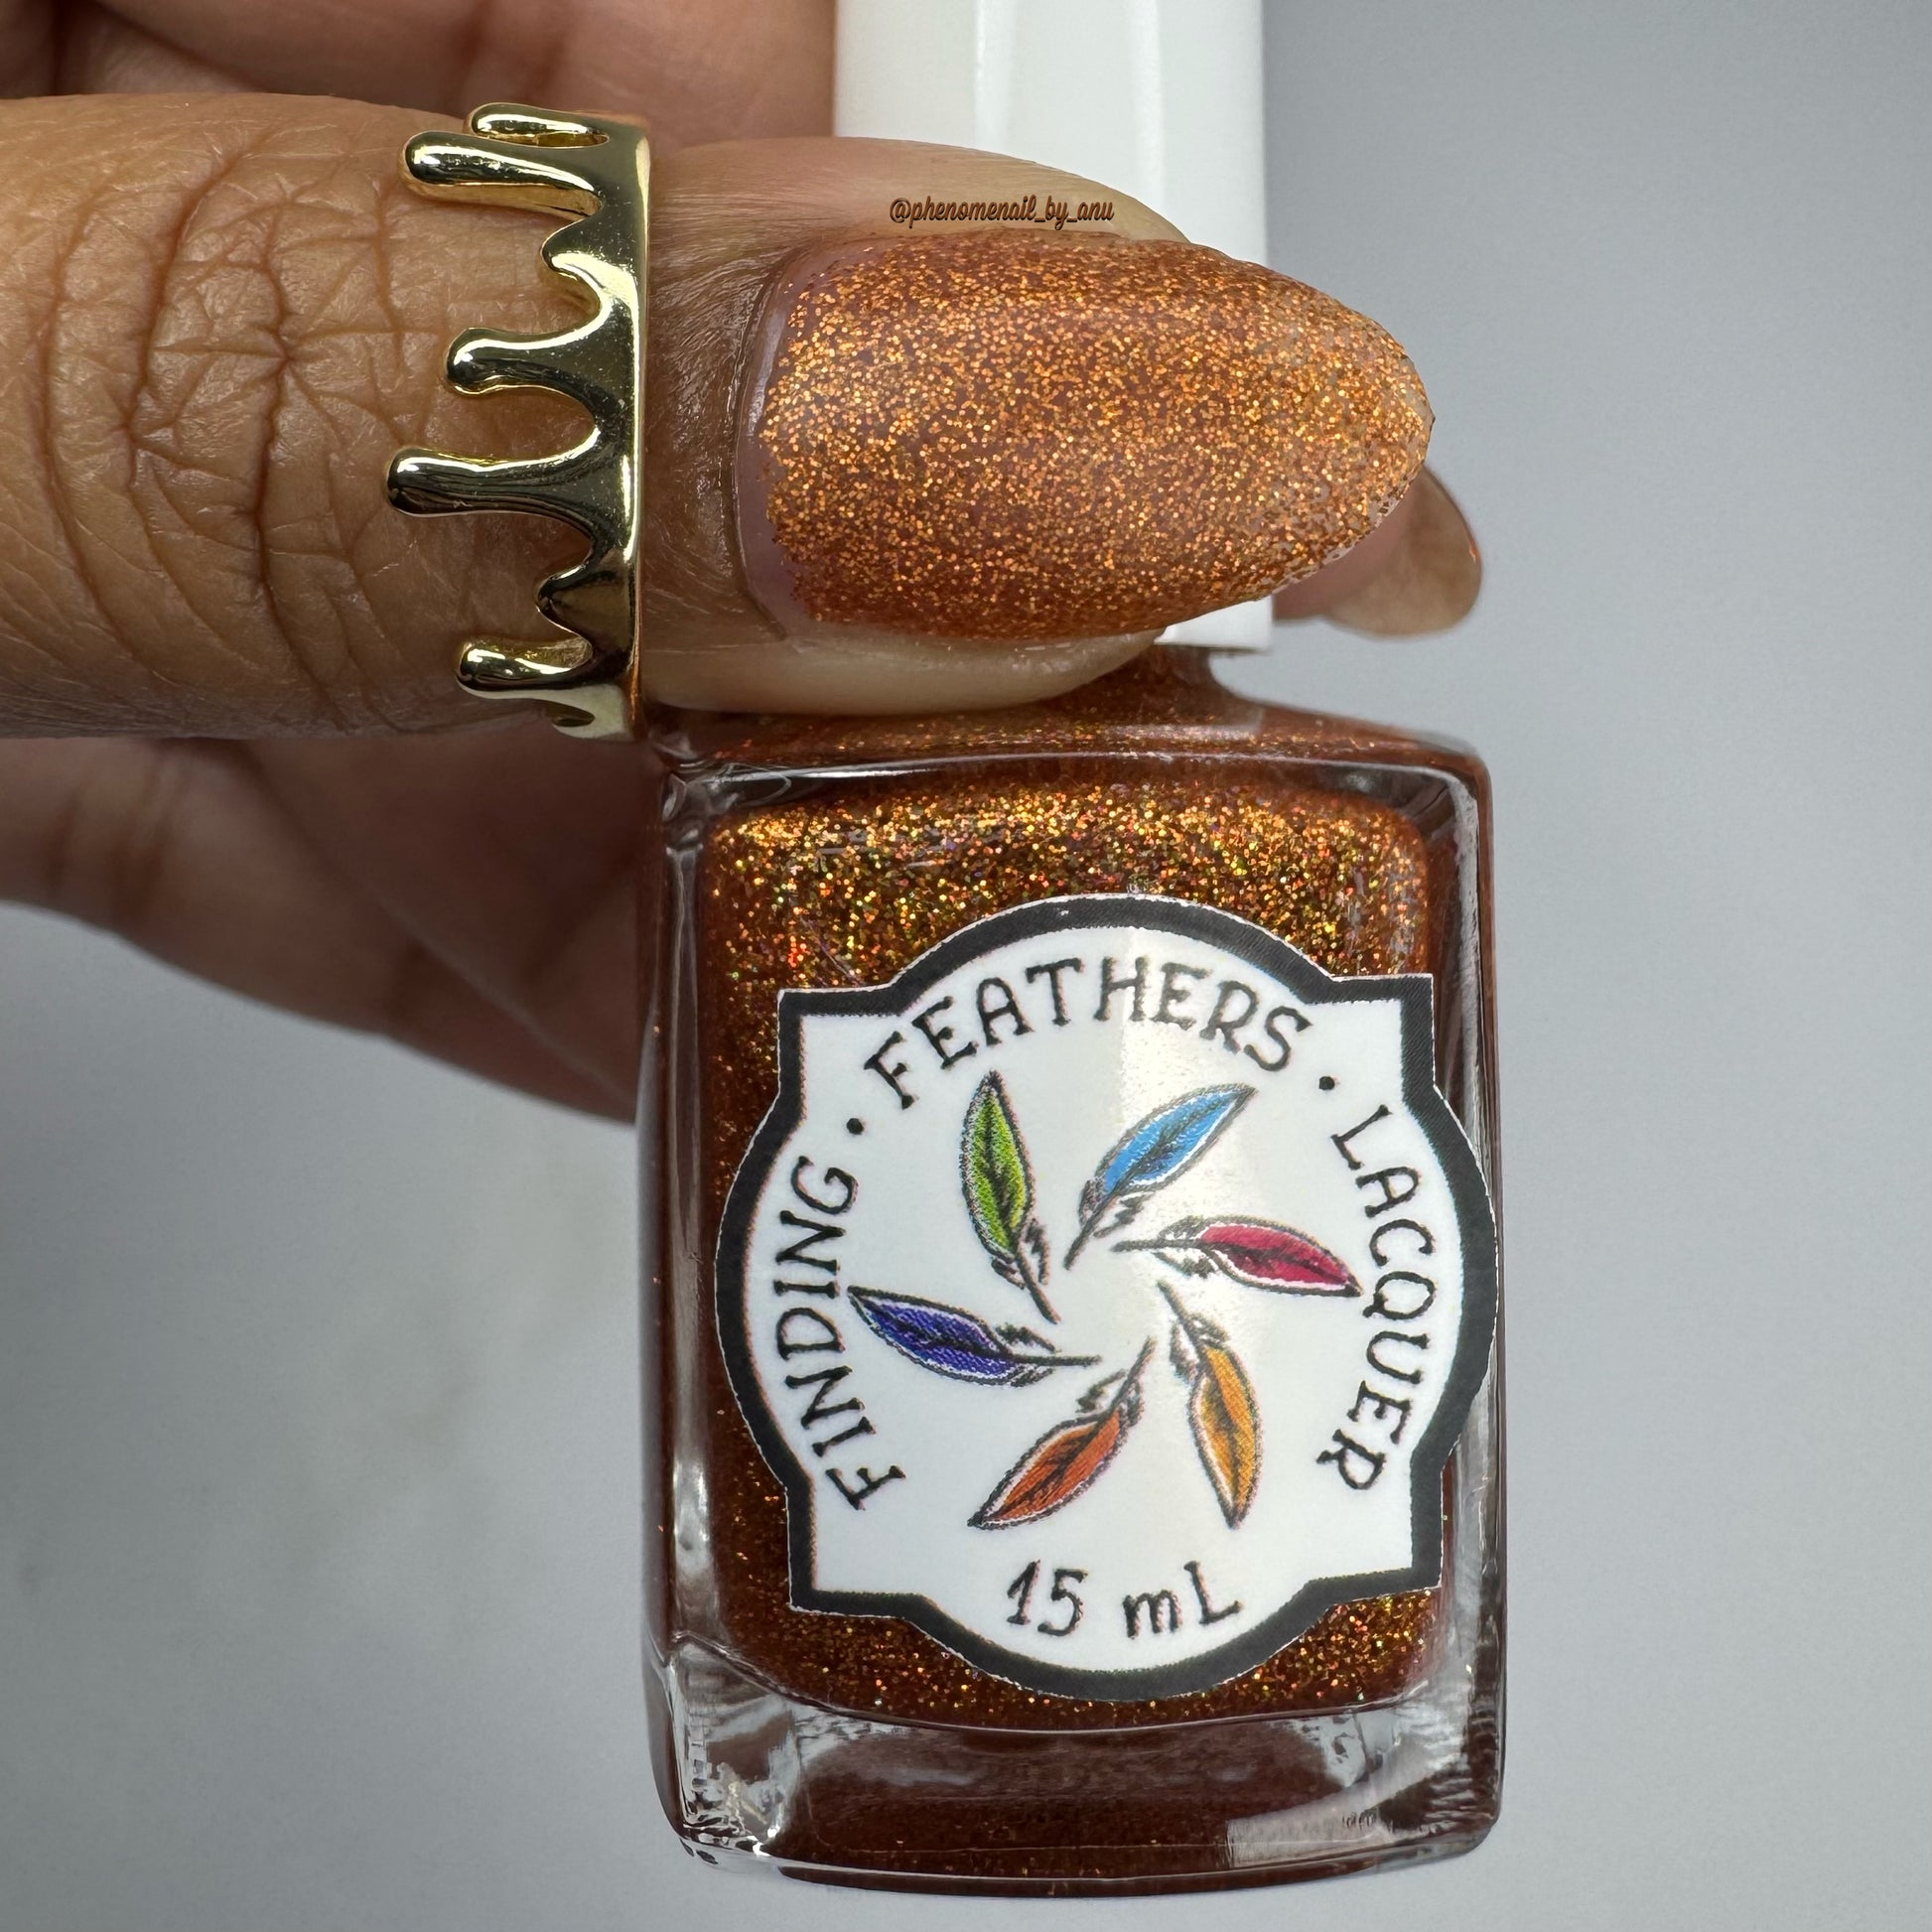 @phenomenail_by_anu
FINDING · FEATHERS · LACQUER
15 mL